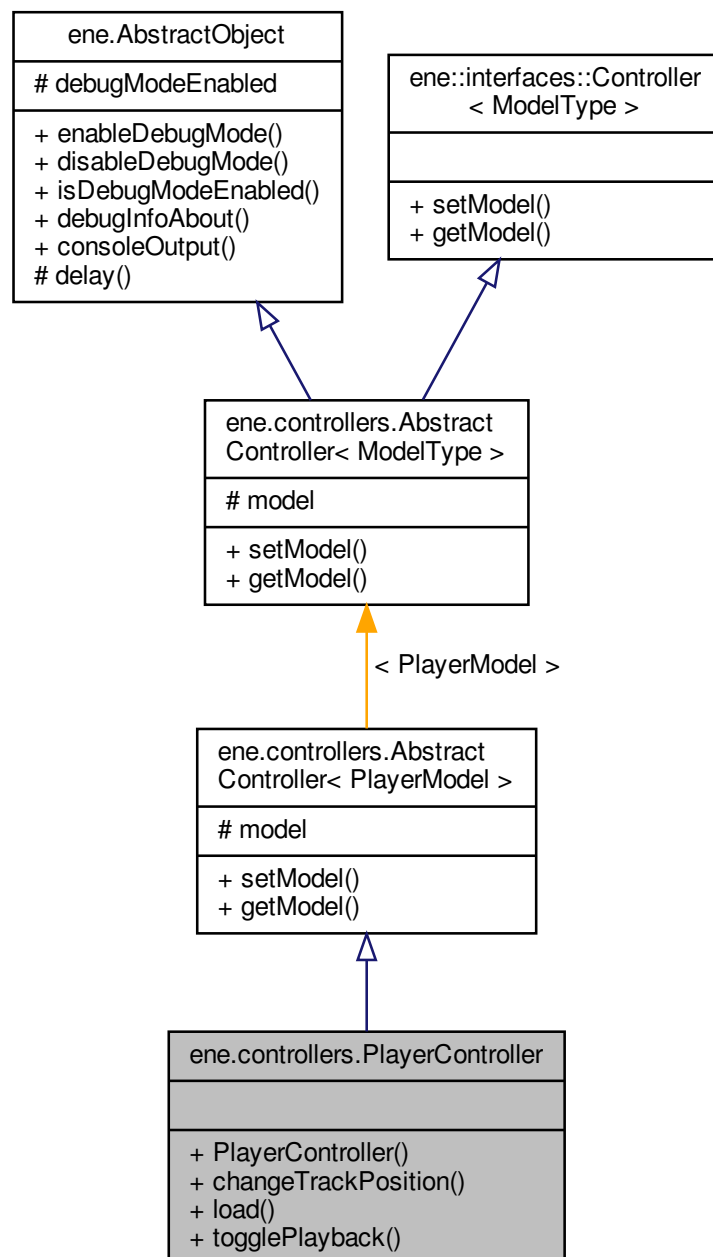 ene.AbstractObject
# debugModeEnabled
+ enableDebugMode()
+ disableDebugMode()
+ isDebugModeEnabled()
+ debugInfoAbout()
+ consoleOutput()
# delay()
ene::interfaces::Controller
< ModelType >
+ setModel()
+ getModel()
ene.controllers.Abstract
Controller< ModelType >
# model
+ setModel()
+ getModel()
< PlayerModel >
ene.controllers.Abstract
Controller< PlayerModel >
# model
+ setModel()
+ getModel()
ene.controllers.PlayerController
+ PlayerController()
+ changeTrackPosition()
+ load()
+ togglePlayback()